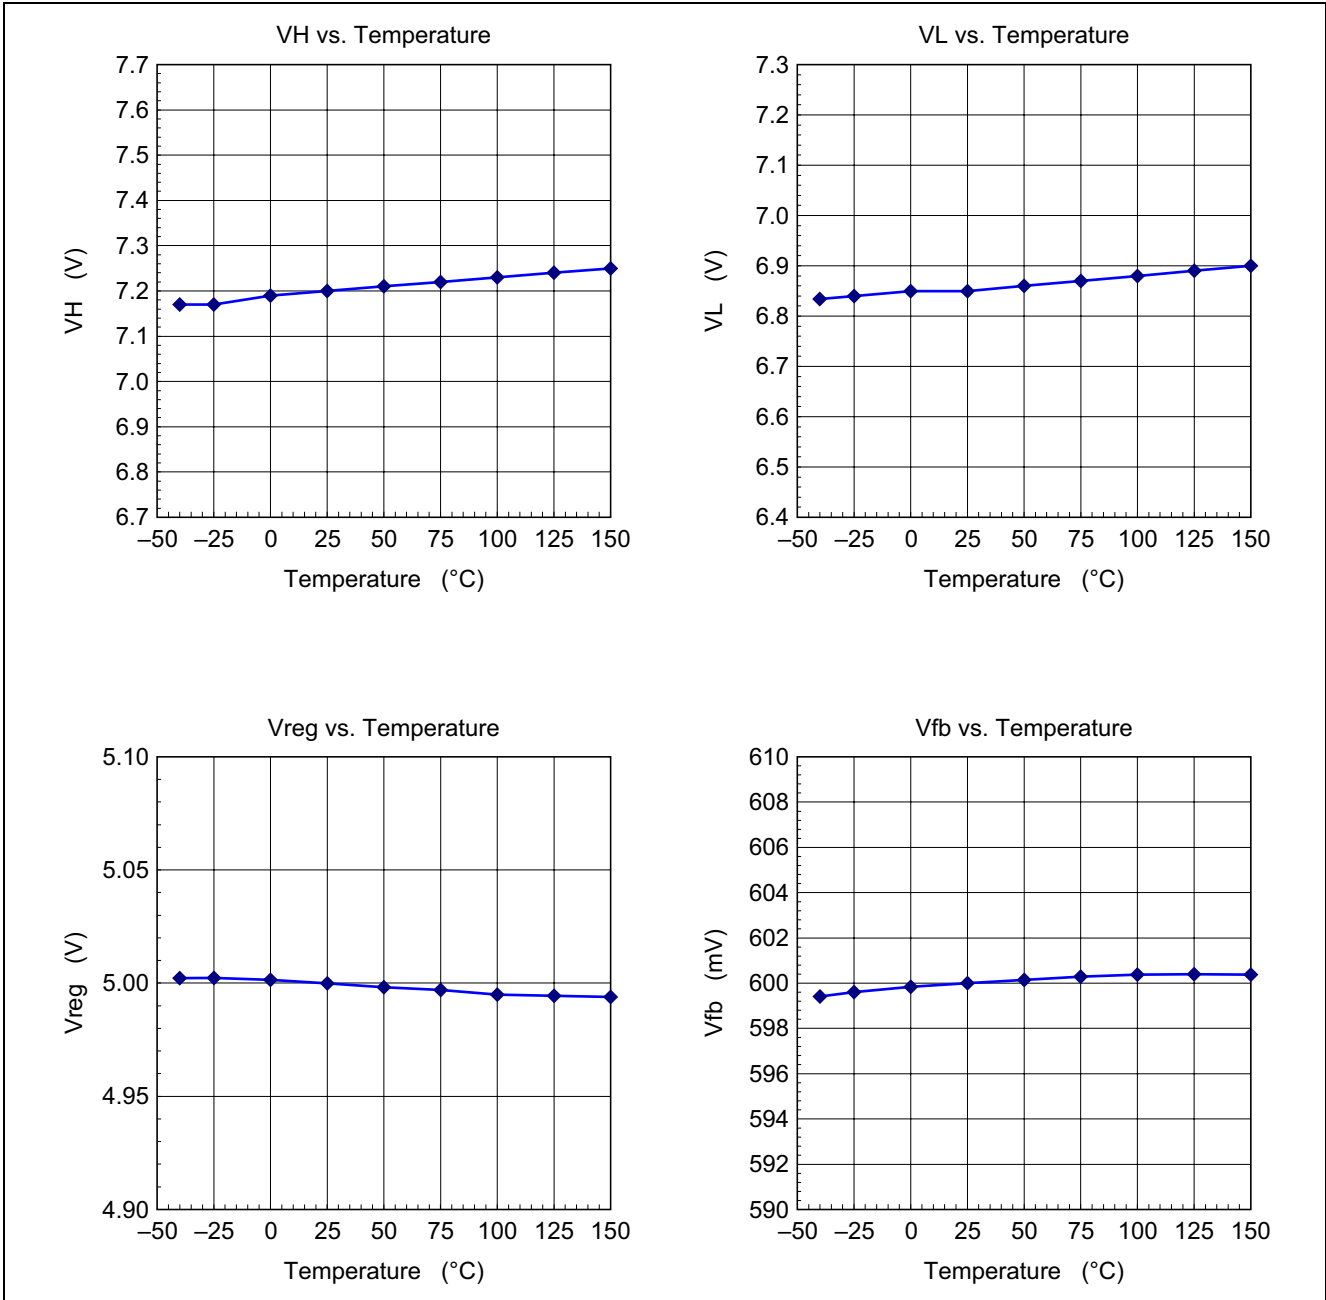 VH vs. Temperature
7.7
7.6
7.5
7.4
7.3
7.2
7.1
7.0
6.9
6.8
6.7
VH (V)
–50 –25 0 25 50 75 100 125 150
Temperature (°C)
VL vs. Temperature
7.3
7.2
7.1
7.0
6.9
6.8
6.7
6.6
6.5
6.4
VL (V)
–50 –25 0 25 50 75 100 125 150
Temperature (°C)
Vreg vs. Temperature
5.10
5.05
5.00
4.95
4.90
Vreg (V)
–50 –25 0 25 50 75 100 125 150
Temperature (°C)
Vfb vs. Temperature
610
608
606
604
602
600
598
596
594
592
590
Vfb (mV)
–50 –25 0 25 50 75 100 125 150
Temperature (°C)